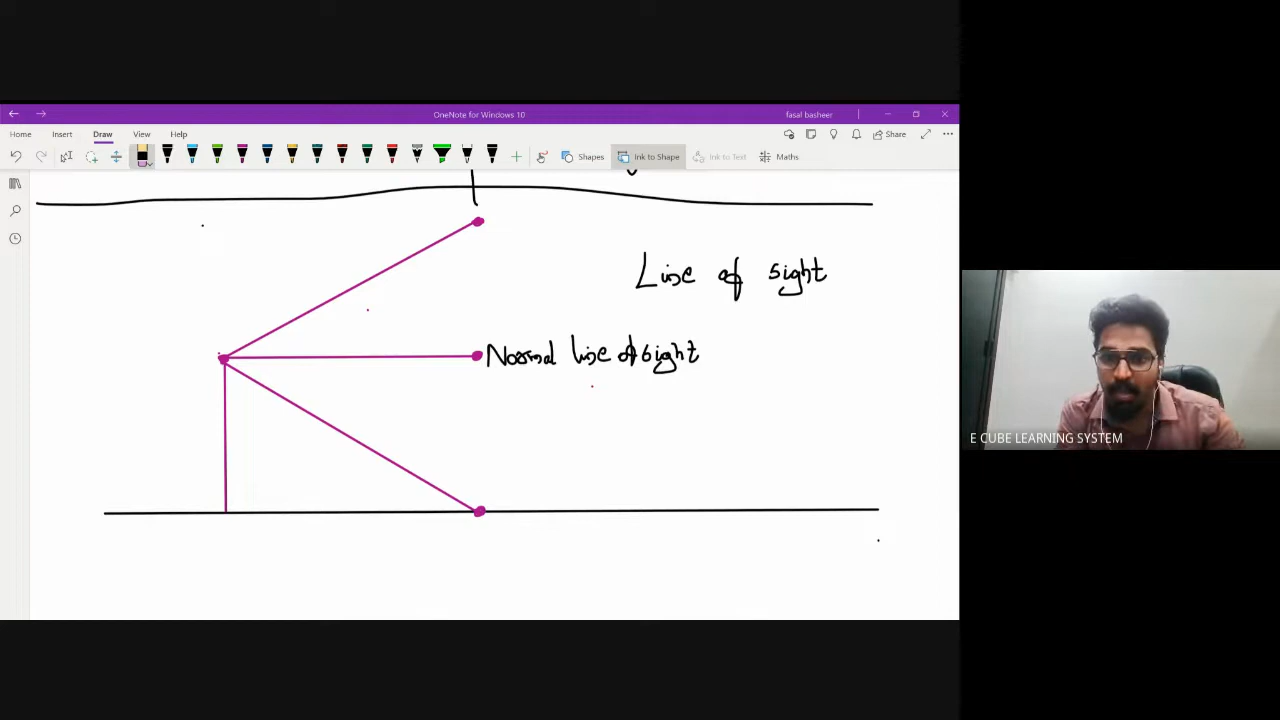 OneNote for Windows 10
fasal basheer
Home Insert Draw View Help
Share
Shapes
Ink to Shape
Ink to Text
Maths
Line of sight
Normal line of sight
E CUBE LEARNING SYSTEM